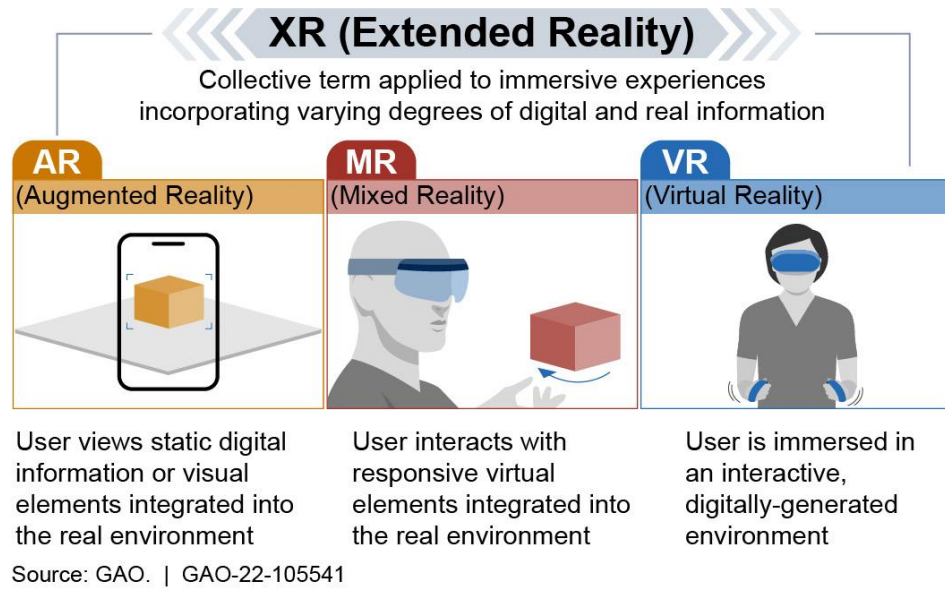 XR (Extended Reality)
Collective term applied to immersive experiences
incorporating varying degrees of digital and real information
AR
(Augmented Reality)
User views static digital
information or visual
elements integrated into
the real environment
MR
(Mixed Reality)
User interacts with
responsive virtual
elements integrated into
the real environment
VR
(Virtual Reality)
User is immersed in
an interactive,
digitally-generated
environment
Source: GAO. | GAO-22-105541